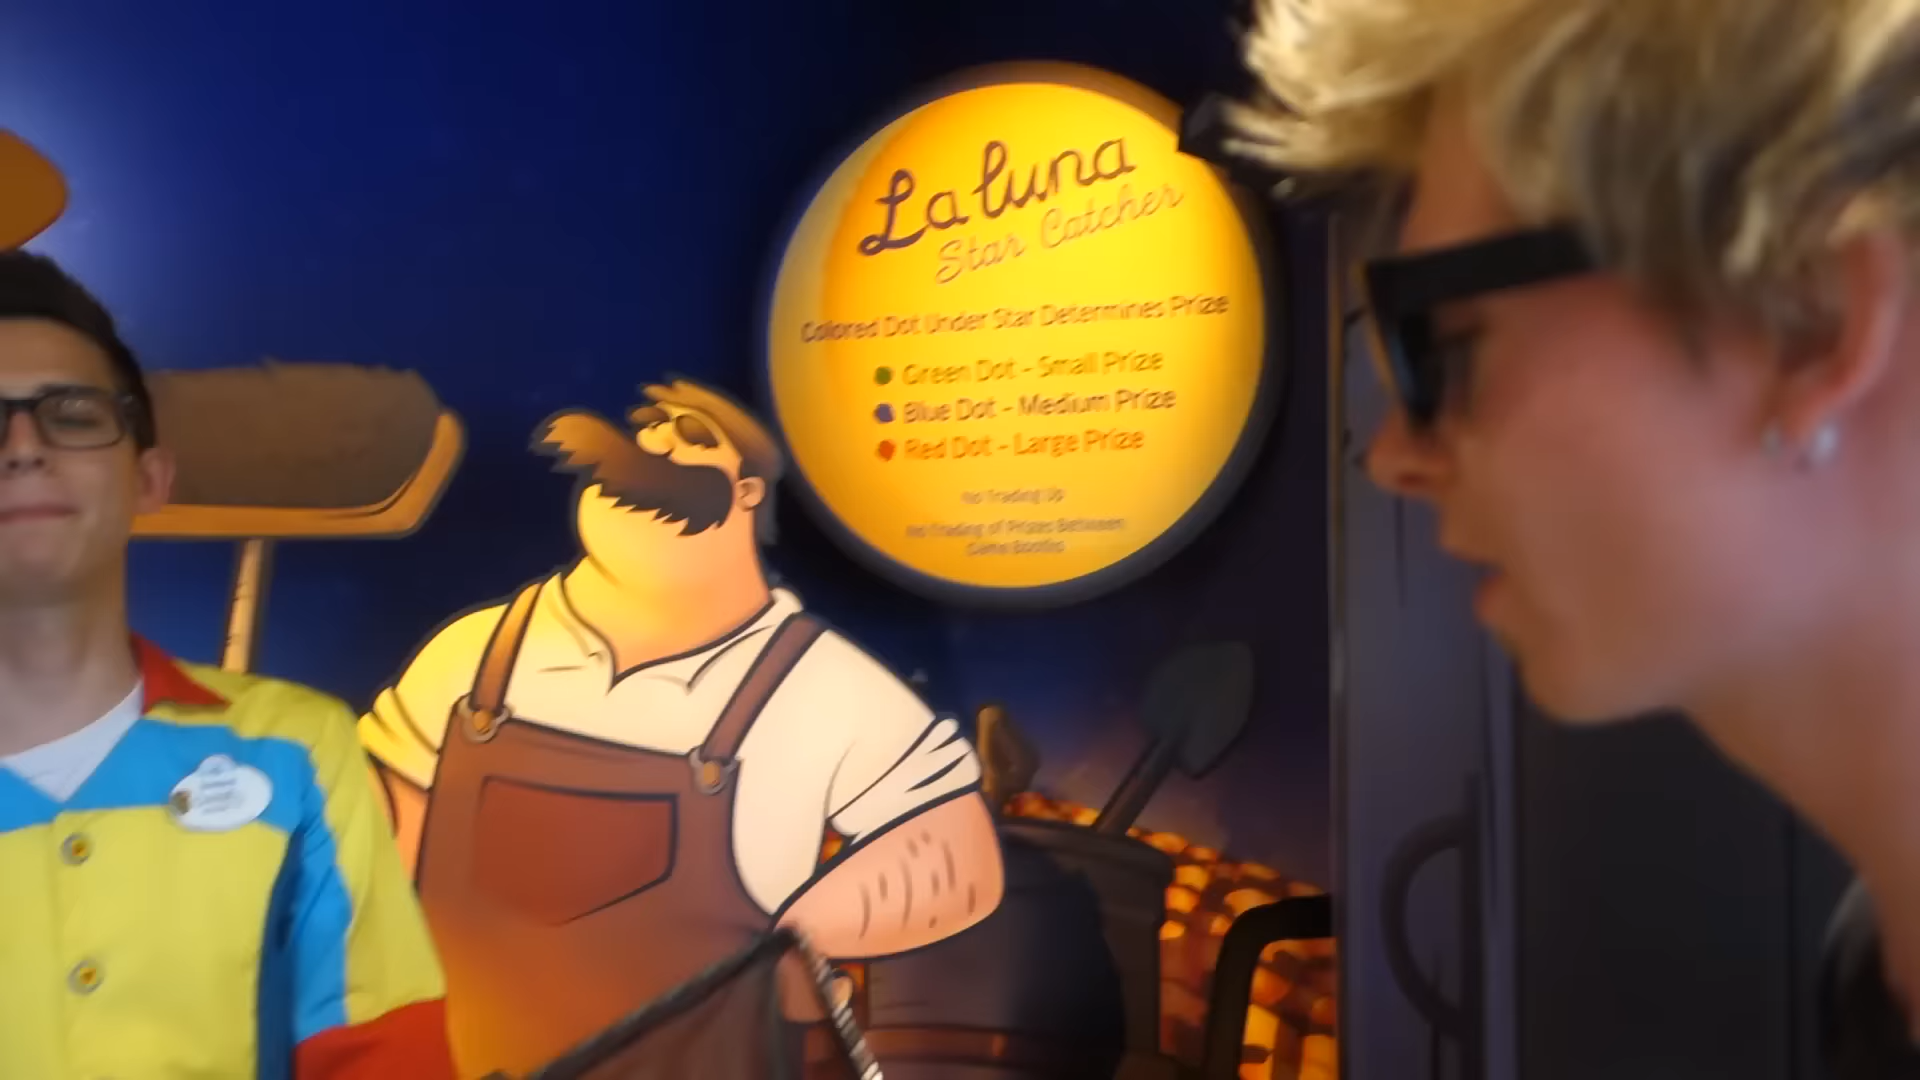 La luna
Star Catcher
Colored Dot Under Star Determines Prize
Green Dot - Small Prize
Blue Dot - Medium Prize
Red Dot - Large Prize
No Trading Up
No Trading of Prizes Between
Game Booths